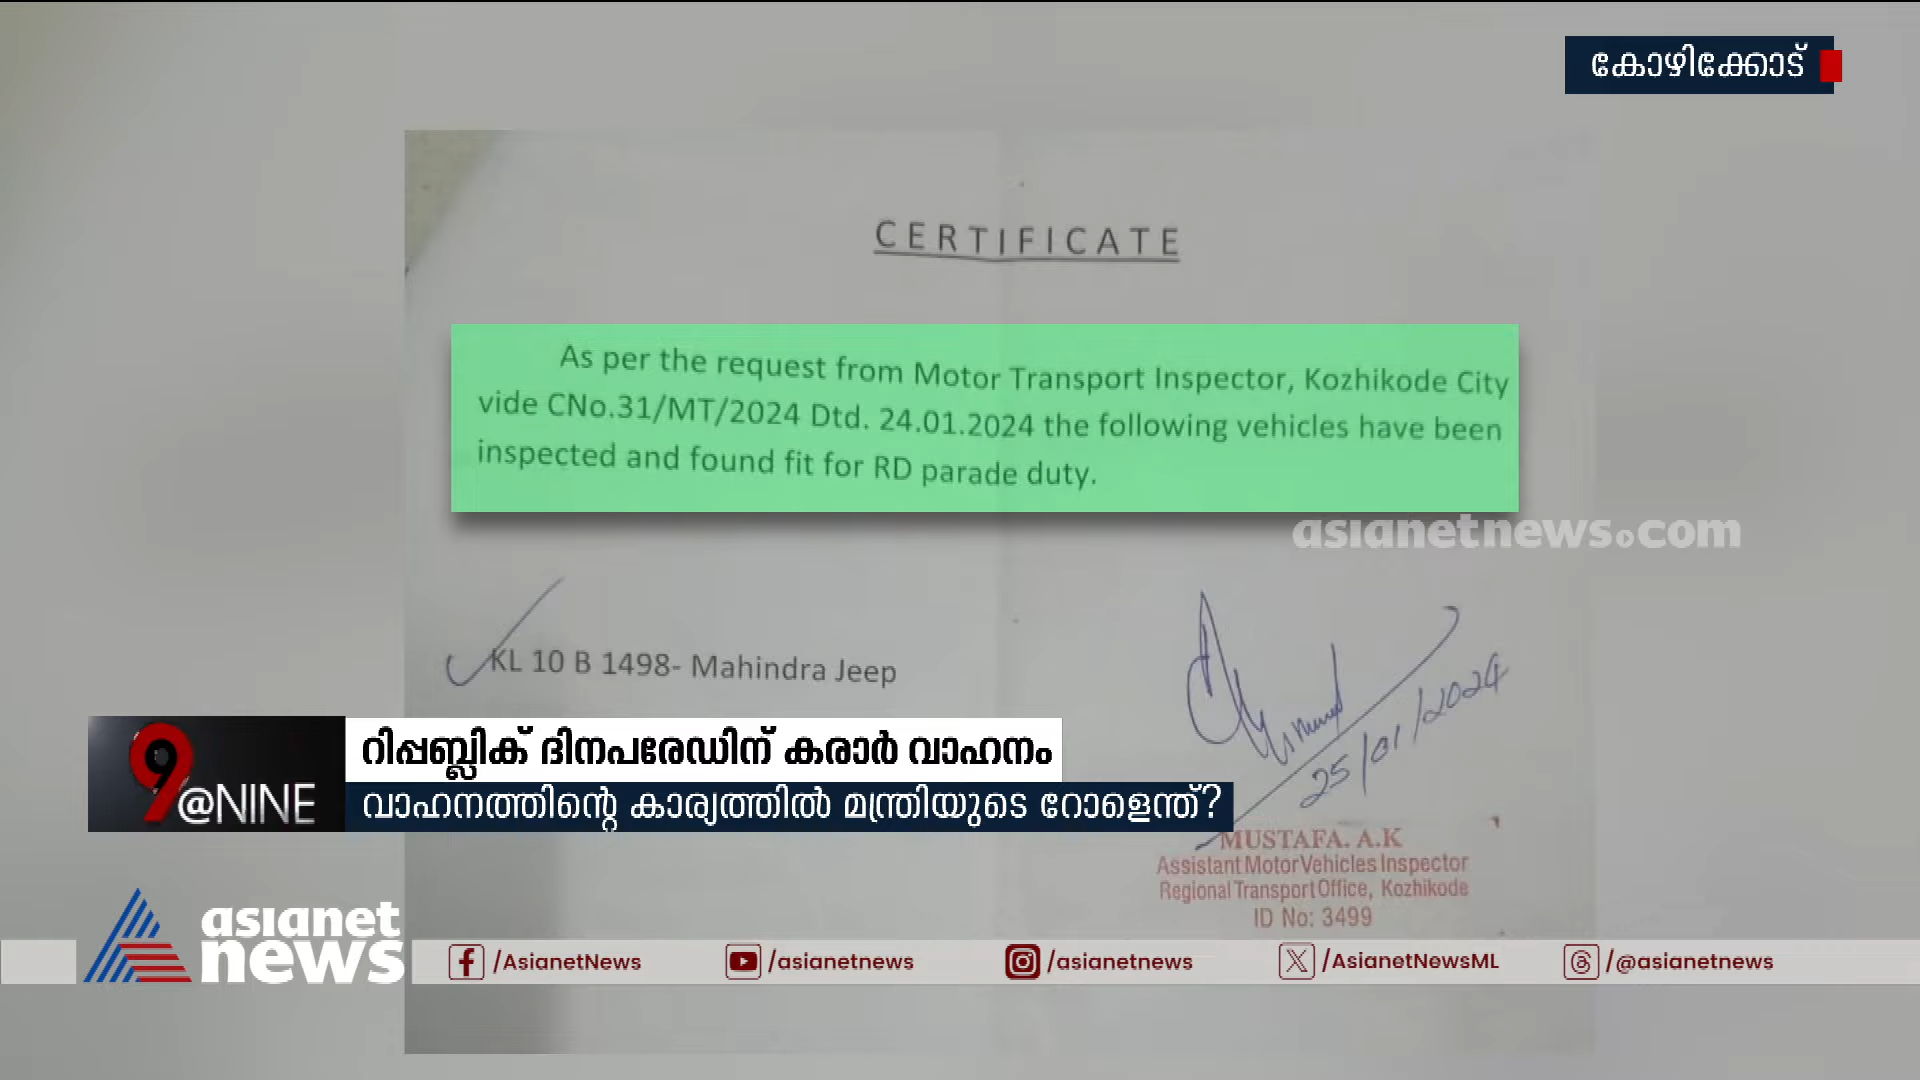 കോഴിക്കോട്
CERTIFICATE
As per the request from Motor Transport Inspector, Kozhikode City
vide CNo.31/MT/2024 Dtd. 24.01.2024 the following vehicles have been
inspected and found fit for RD parade duty.
asianetnews.com
KL 10 B 1498- Mahindra Jeep
25/01/2024
9
@NINE
റിപ്പബ്ലിക് ദിനപരേഡിന് കരാർ വാഹനം
വാഹനത്തിന്റെ കാര്യത്തിൽ മന്ത്രിയുടെ റോളെന്ത്?
MUSTAFA. A.K
Assistant Motor Vehicles Inspector
Regional Transport Office, Kozhikode
ID No: 3499
asianet
news
/AsianetNews
/asianetnews
/asianetnews
/AsianetNewsML
/@asianetnews